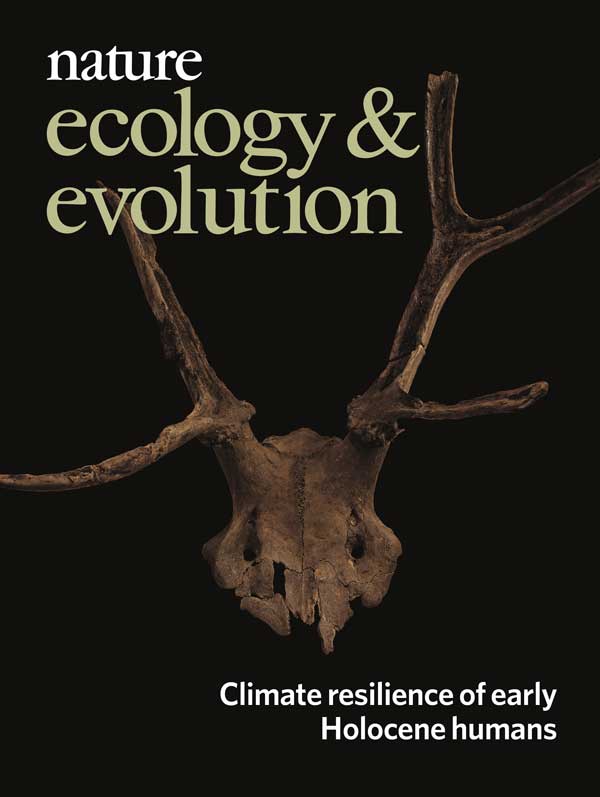 nature
ecology &
evolution
Climate resilience of early
Holocene humans